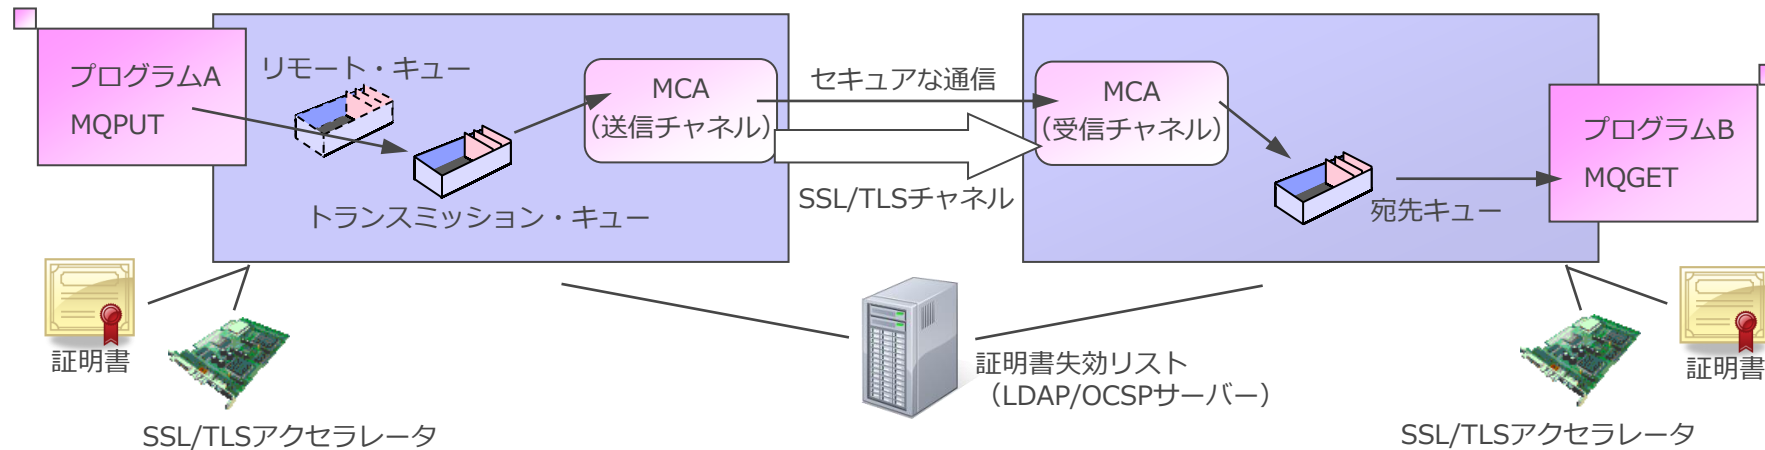 プログラムA
MQPUT
リモート・キュー
トランスミッション・キュー
MCA
(送信チャネル)
セキュアな通信
SSL/TLSチャネル
MCA
(受信チャネル)
宛先キュー
プログラムB
MQGET
証明書
SSL/TLSアクセラレータ
証明書失効リスト
(LDAP/OCSPサーバー)
SSL/TLSアクセラレータ
証明書